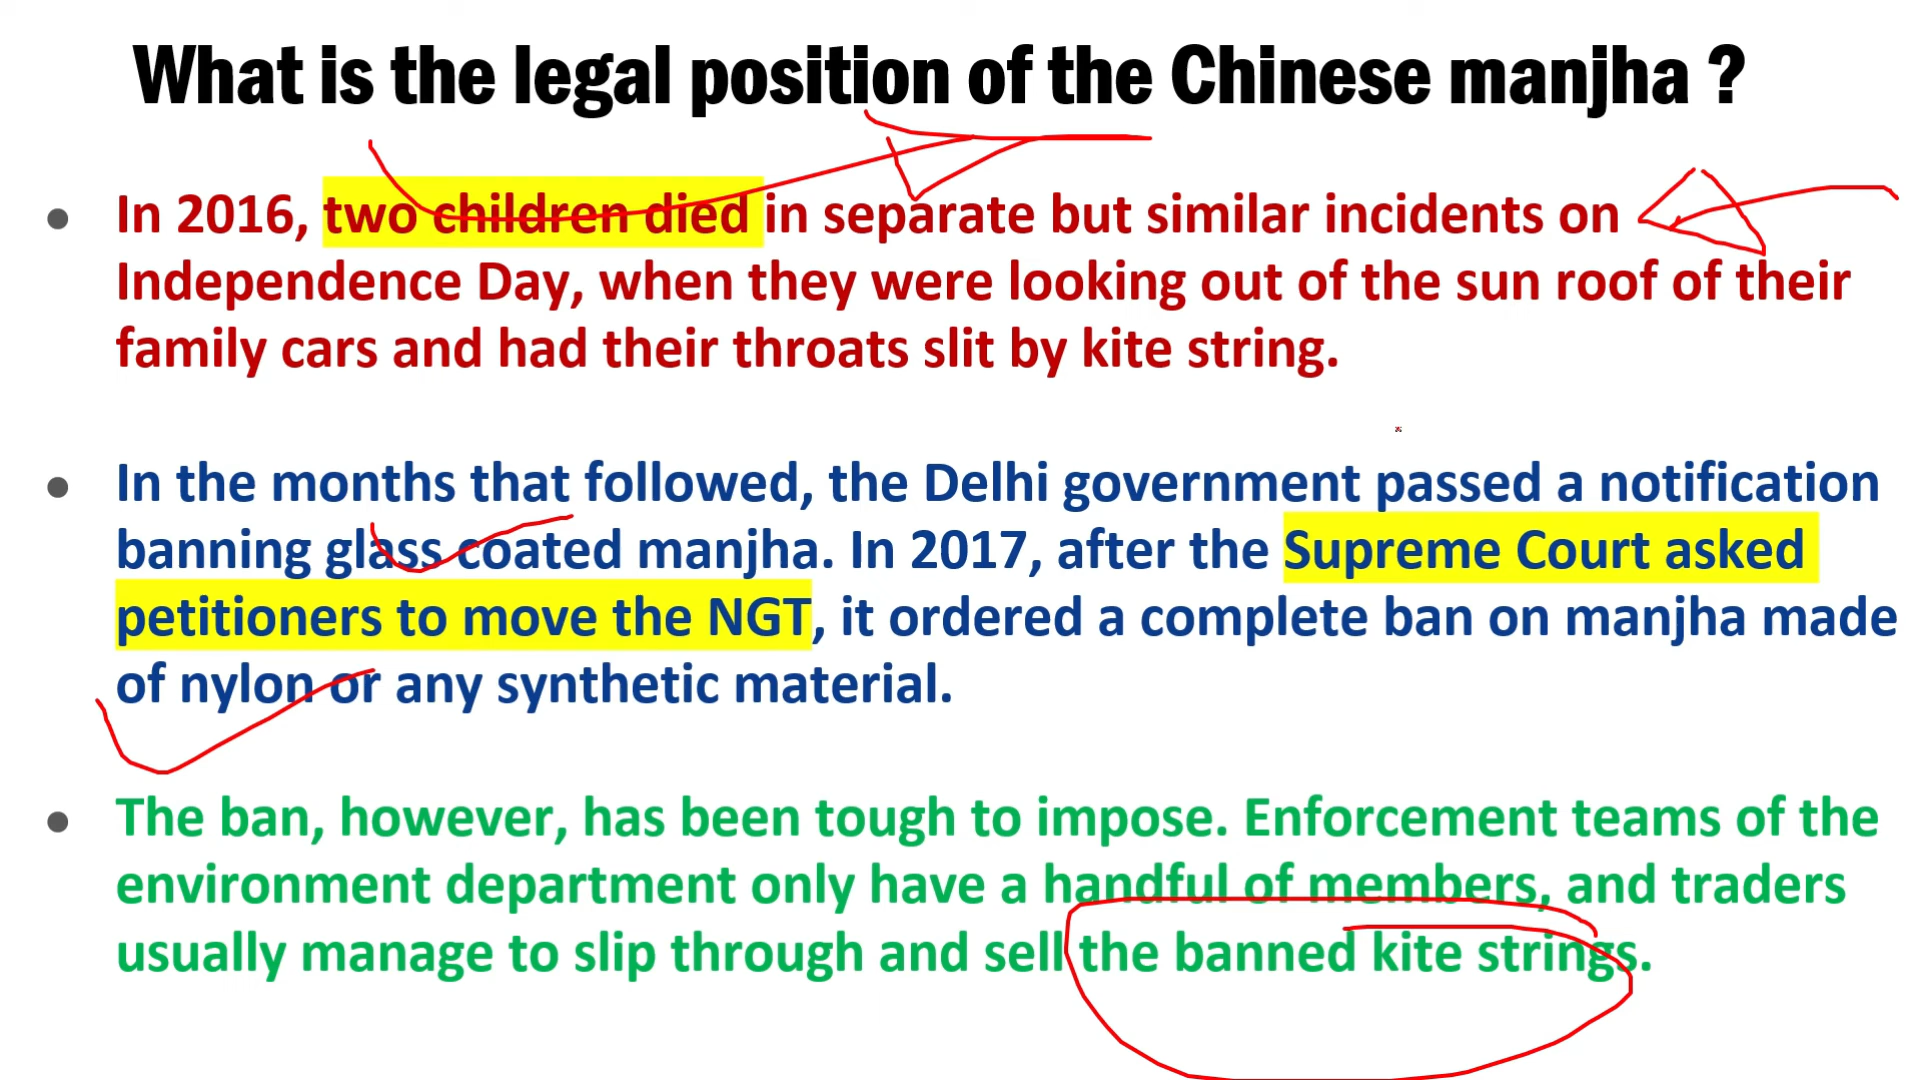 What is the legal position of the Chinese manjha ?
• In 2016, two children died in separate but similar incidents on
Independence Day, when they were looking out of the sun roof of their
family cars and had their throats slit by kite string.
• In the months that followed, the Delhi government passed a notification
banning glass coated manjha. In 2017, after the Supreme Court asked
petitioners to move the NGT, it ordered a complete ban on manjha made
of nylon or any synthetic material.
• The ban, however, has been tough to impose. Enforcement teams of the
environment department only have a handful of members, and traders
usually manage to slip through and sell the banned kite strings.